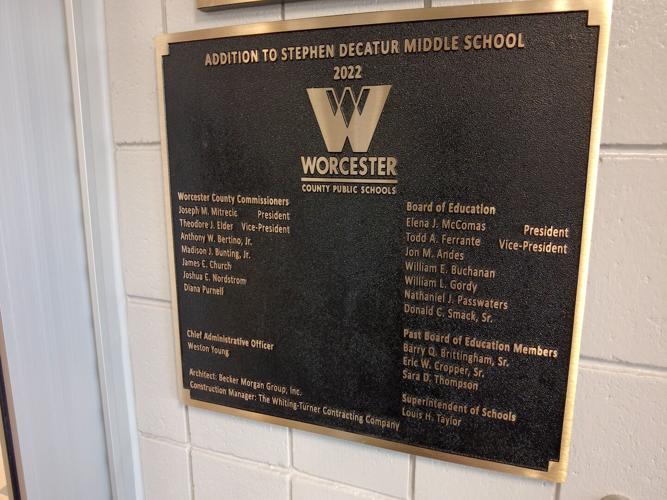 ADDITION TO STEPHEN DECATUR MIDDLE SCHOOL
2022
W
WORCESTER
COUNTY PUBLIC SCHOOLS
Worcester County Commissioners
Joseph M. Mitrecic President
Theodore J. Elder Vice-President
Anthony W. Bertino, Jr.
Madison J. Bunting, Jr.
James C. Church
Joshua C. Nordstrom
Diana Purnell
Chief Administrative Officer
Weston Young
Architect: Becker Morgan Group, Inc.
Construction Manager: The Whiting-Turner Contracting Company
Board of Education
Elena J. McComas President
Todd A. Ferrante Vice-President
Jon M. Andes
William E. Buchanan
William L. Gordy
Nathaniel J. Passwaters
Donald C. Smack, Sr.
Past Board of Education Members
Barry Q. Brittingham, Sr.
Eric W. Cropper, Sr.
Sara D. Thompson
Superintendent of Schools
Louis H. Taylor